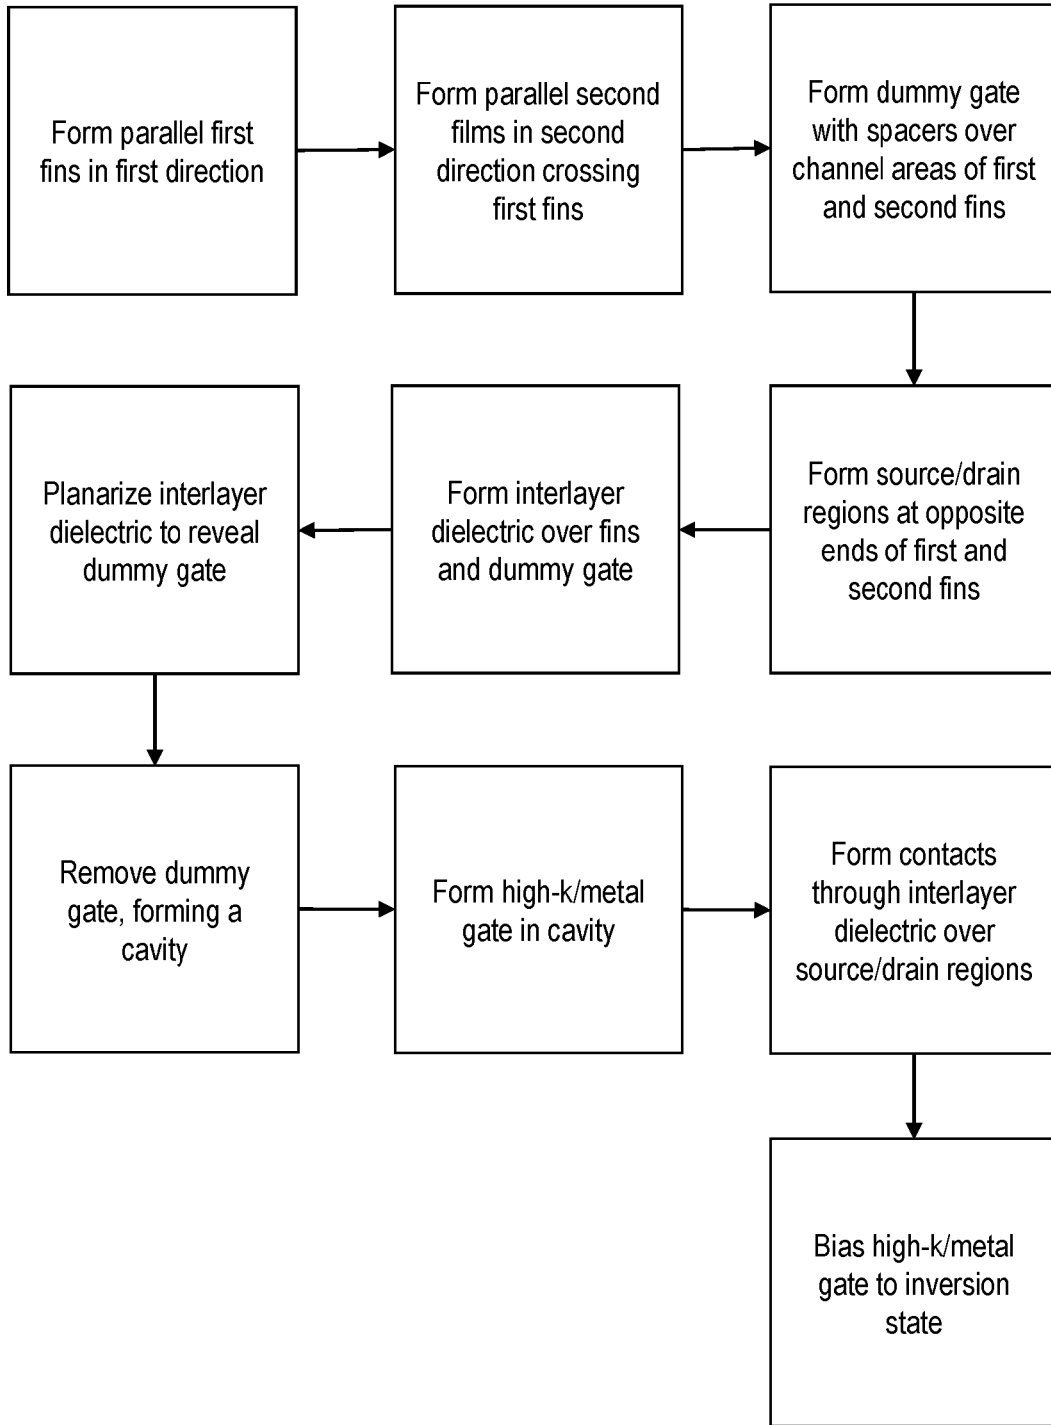 Form parallel first
fins in first direction
Form parallel second
films in second
direction crossing
first fins
Form dummy gate
with spacers over
channel areas of first
and second fins
Form source/drain
regions at opposite
ends of first and
second fins
Form interlayer
dielectric over fins
and dummy gate
Planarize interlayer
dielectric to reveal
dummy gate
Remove dummy
gate, forming a
cavity
Form high-k/metal
gate in cavity
Form contacts
through interlayer
dielectric over
source/drain regions
Bias high-k/metal
gate to inversion
state